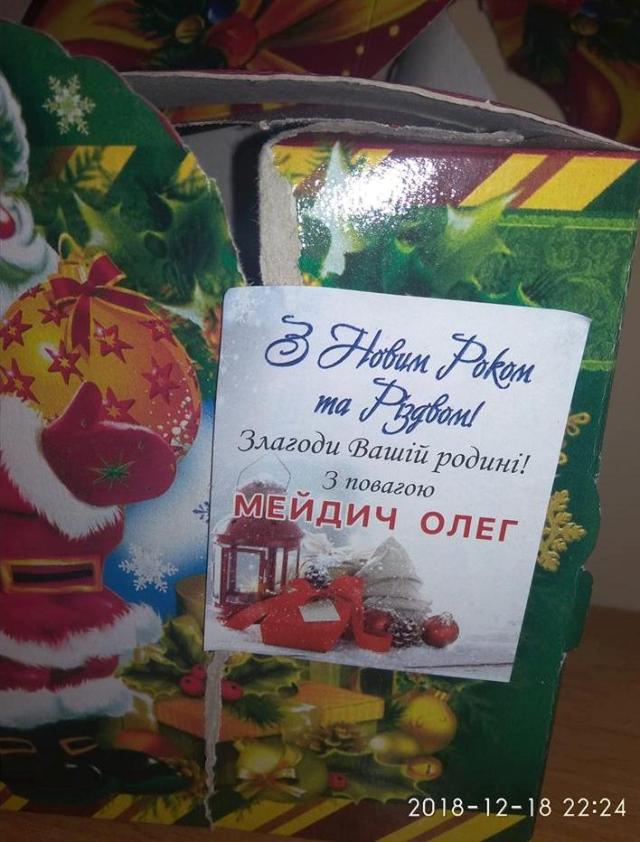 З Новим Роком
та Різдвом!
Злагоди Вашій родині!
З повагою
МЕЙДИЧ ОЛЕГ
2018-12-18 22:24